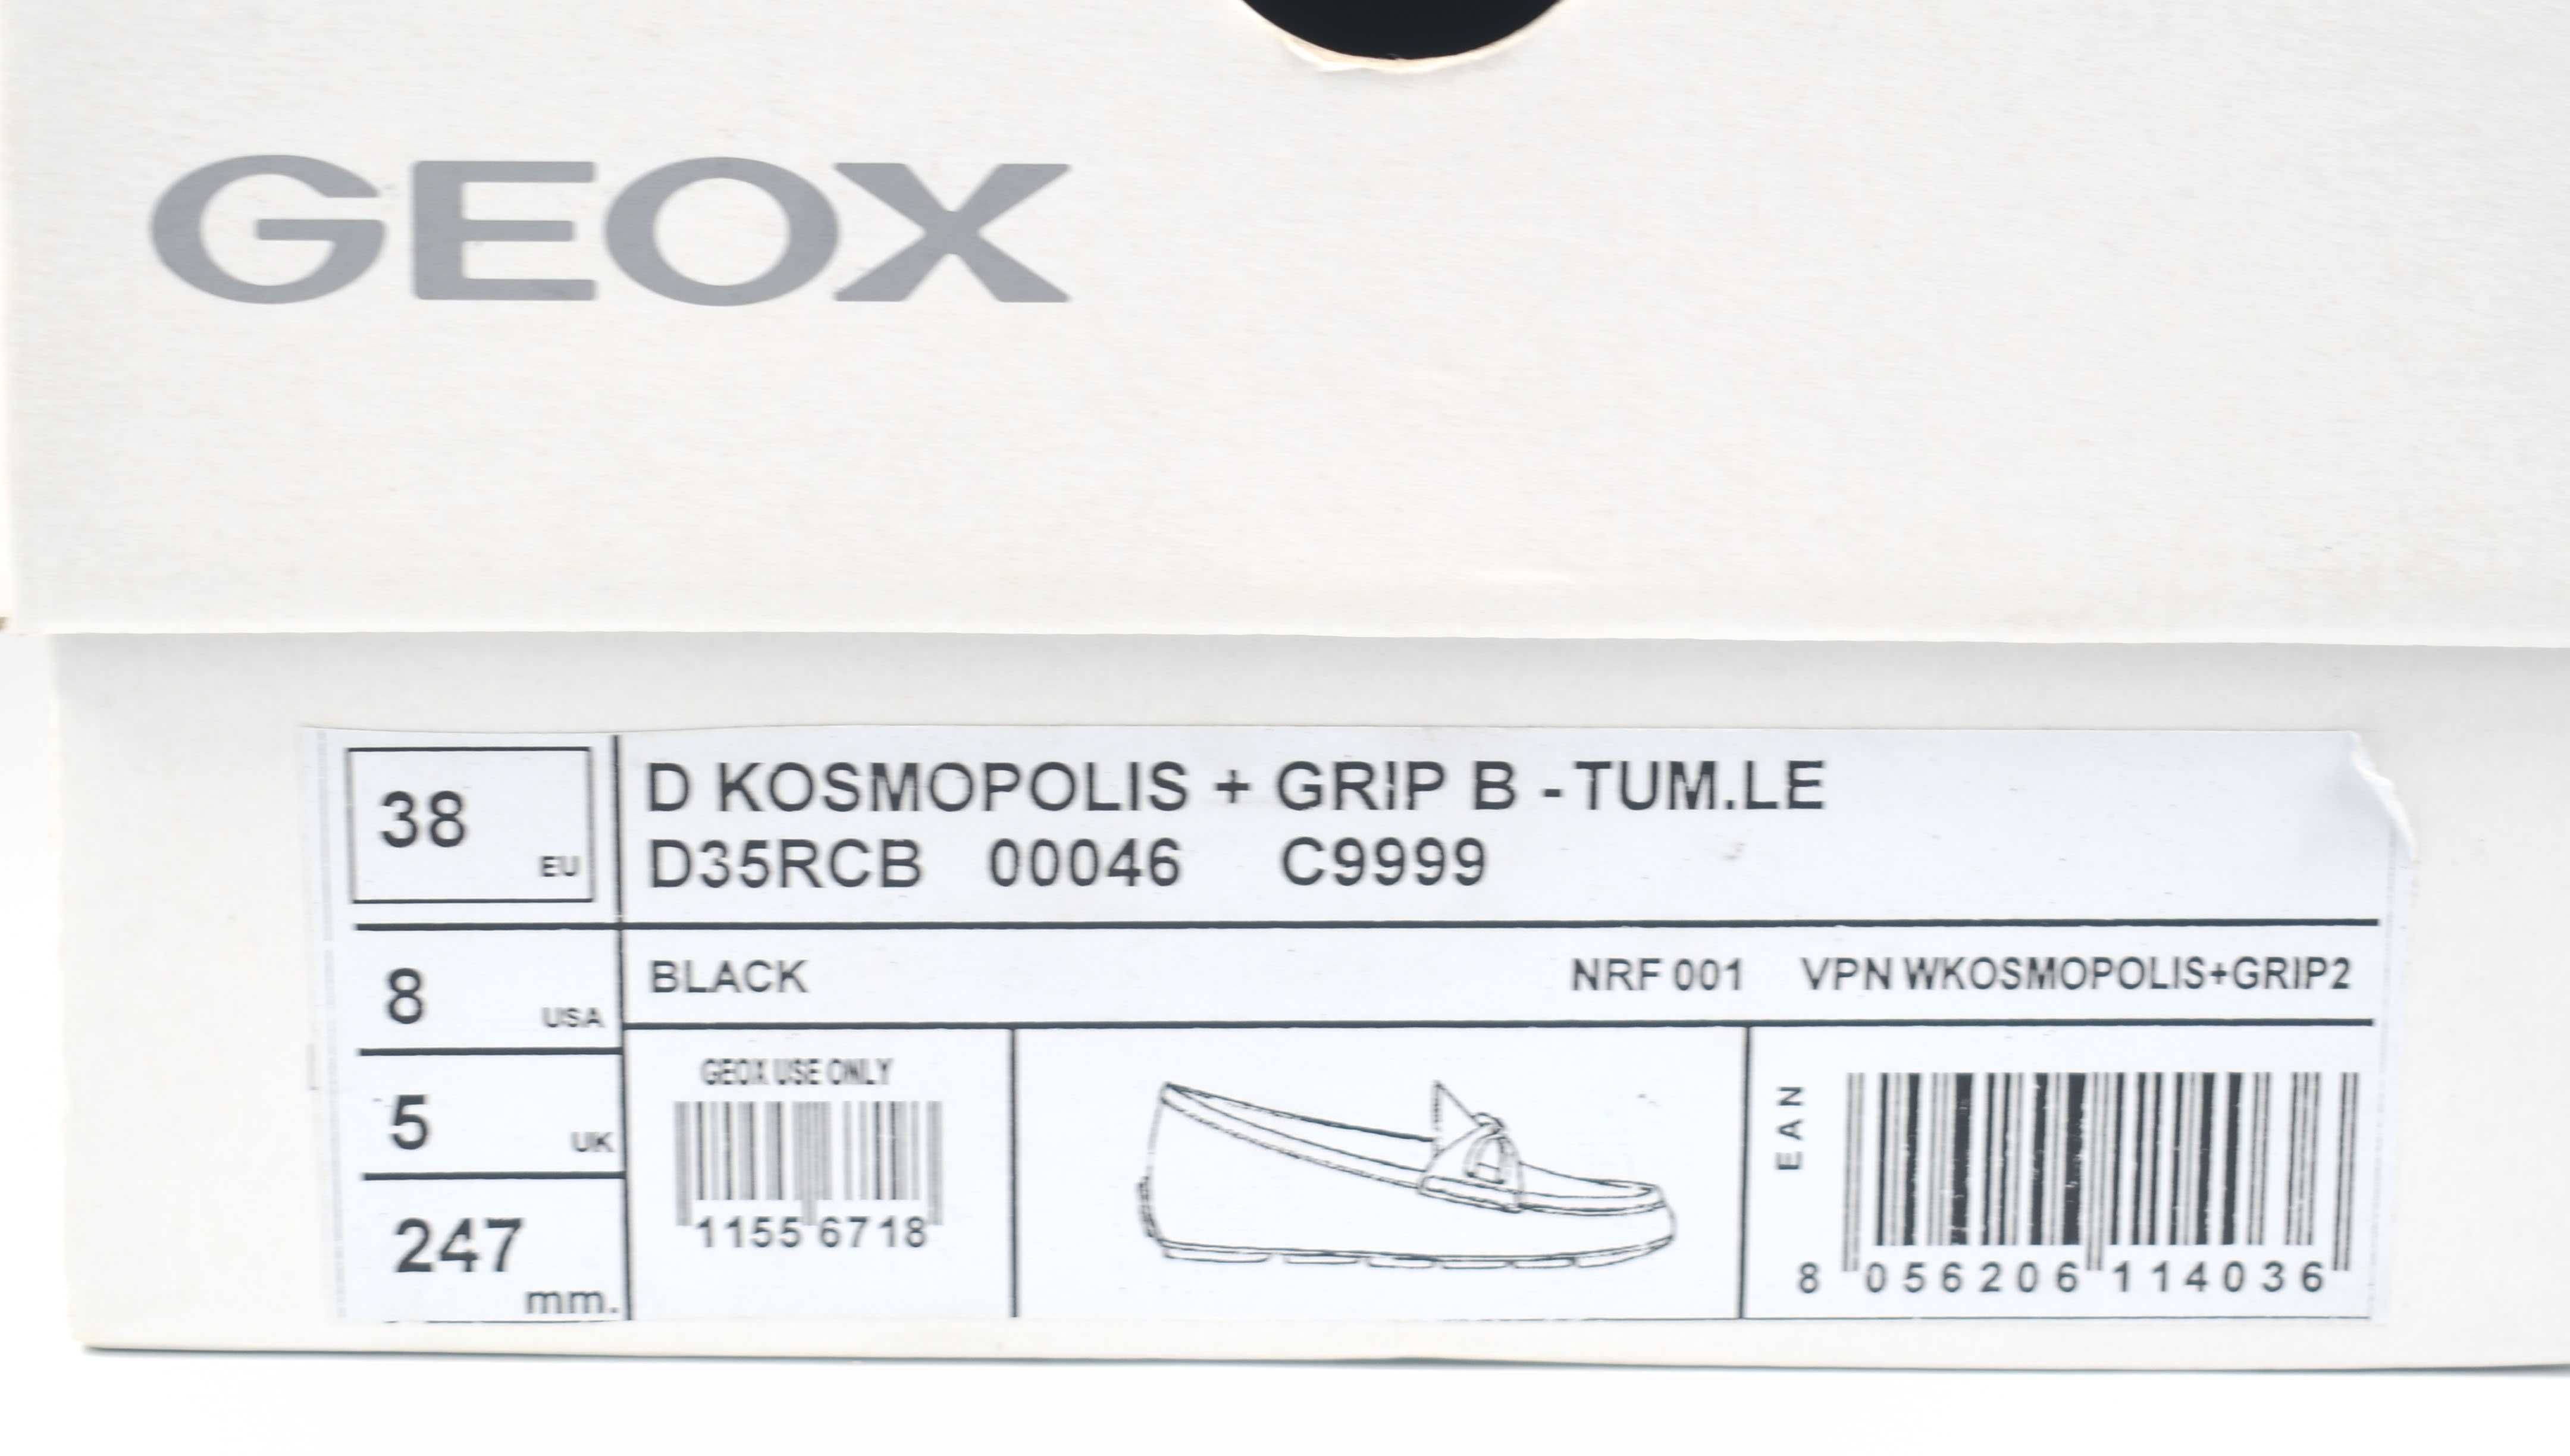 GEOX
38 EU
D KOSMOPOLIS + GRIP B - TUM.LE
D35RCB 00046 C9999
8 USA
BLACK NRF 001 VPN WKOSMOPOLIS+GRIP2
5 UK
247 mm.
GEOX USE ONLY
1155 6718
EAN
8 056206 114036